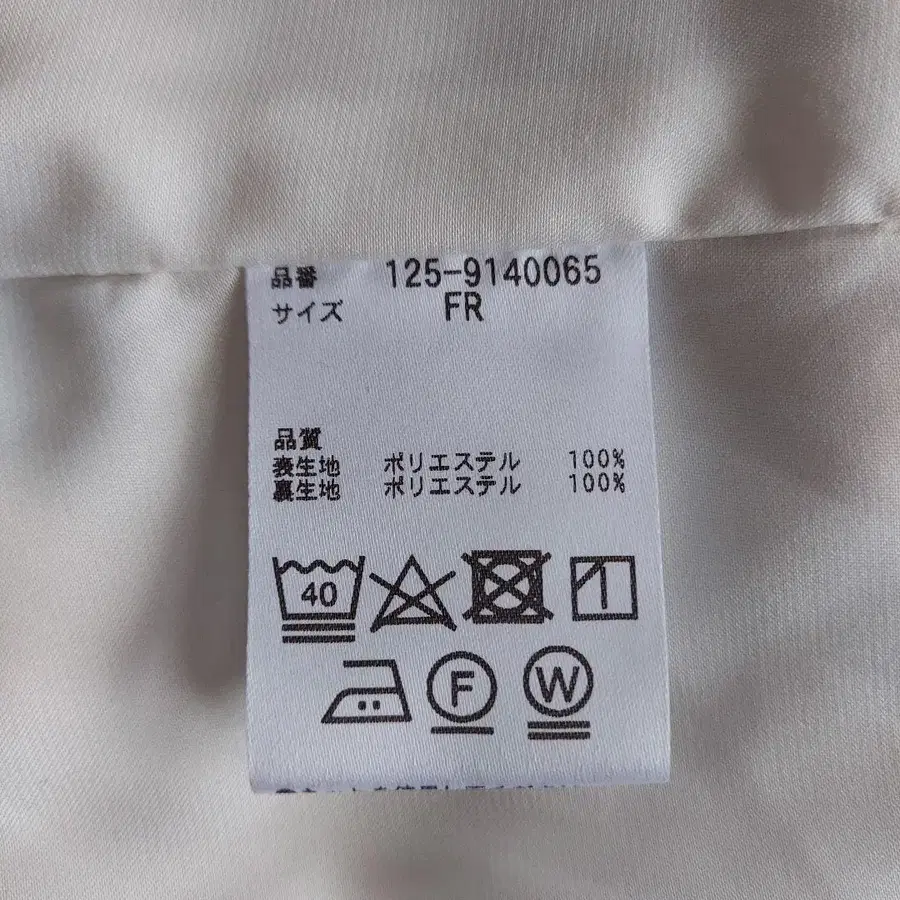 品番 125-9140065
サイズ FR
品質
表生地 ポリエステル 100%
裏生地 ポリエステル 100%
40
F W